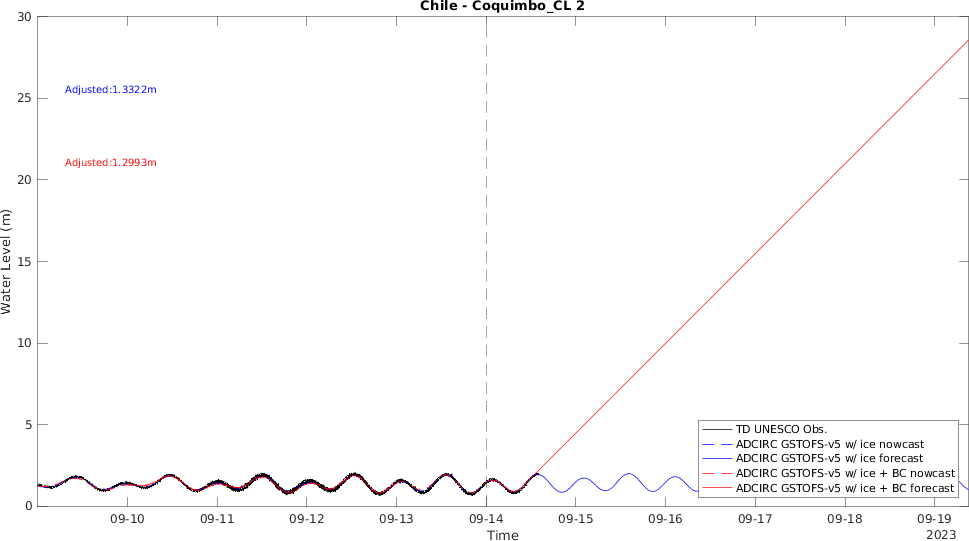 Chile - Coquimbo_CL 2
30
25
20
15
10
5
0
Water Level (m)
Adjusted:1.3322m
Adjusted:1.2993m
TD UNESCO Obs.
ADCIRC GSTOFS-v5 w/ ice nowcast
ADCIRC GSTOFS-v5 w/ ice forecast
ADCIRC GSTOFS-v5 w/ ice + BC nowcast
ADCIRC GSTOFS-v5 w/ ice + BC forecast
09-10 09-11 09-12 09-13 09-14 09-15 09-16 09-17 09-18 09-19
2023
Time